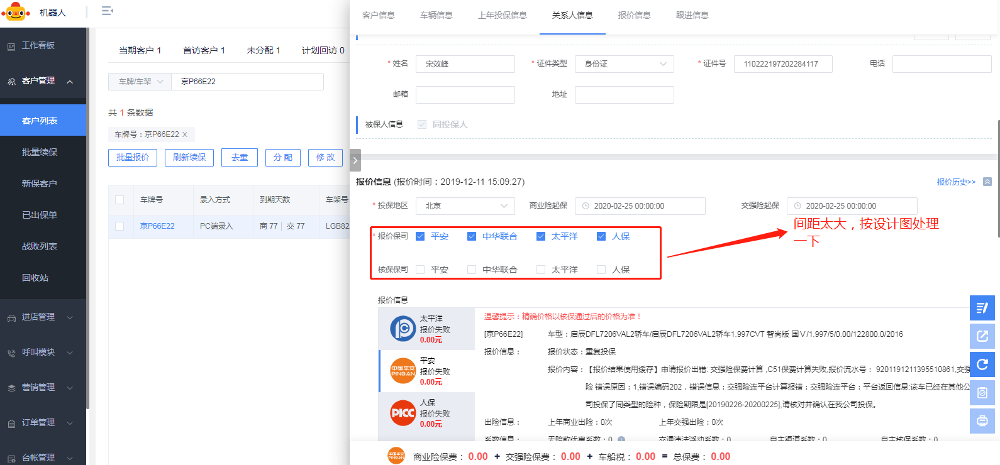 机器人
客户信息 车辆信息 上年投保信息 关系人信息 报价信息 跟进信息
工作看板
客户管理
客户列表
批量续保
新保客户
已出保单
战败列表
回收站
进店管理
呼叫模块
营销管理
订单管理
台帐管理
当期客户 1 首访客户 1 未分配 1 计划回访 0
车牌/车架 京P66E22
共 1 条数据
车牌号：京P66E22 ×
批量报价 刷新续保 去重 分 配 修 改
车牌号 录入方式 到期天数 车架号
京P66E22 PC端录入 商 77 交 77 LGB82
* 姓名 宋效峰 * 证件类型 身份证 * 证件号 110222197202284117 电话
邮箱 地址
被保人信息 同投保人
报价信息 (报价时间：2019-12-11 15:09:27) 报价历史>>
* 投保地区 北京 商业险起保 2020-02-25 00:00:00 交强险起保 2020-02-25 00:00:00
* 报价保司 平安 中华联合 太平洋 人保
核保保司 平安 中华联合 太平洋 人保
间距太大，按设计图处理
一下
报价信息
太平洋
报价失败
0.00元
中国平安
PING AN
平安
报价失败
0.00元
PICC
人保
报价失败
0.00元
温馨提示：精确价格以核保通过后的价格为准！
[京P66E22] 车型：启辰DFL7206VAL2轿车/启辰DFL7206VAL2轿车1.997CVT 智尚版 国Ⅴ/1.997/5/0.00/122800.0/2016
报价信息： 报价状态：重复投保
报价内容：【报价结果使用缓存】申请报价出错: 交强险保费计算 ,C51保费计算失败,报价流水号： 9201191211395510861,交强
险 错误原因：1,错误编码202，错误信息：交强险连平台计算报错：交强险连平台：平台返回信息:该车已经在其他公
司投保了同类型的险种，保险期限是[20190226-20200225],请核对并确认在我公司投保。
出险信息： 上年商业出险：0次 上年交强出险：0次
系数信息： 无赔款优惠系数：0 交通违法浮动系数：0 自主渠道系数：0 自主核保系数：0
中国平安
PING AN
商业险保费： 0.00 + 交强险保费： 0.00 + 车船税： 0.00 = 总保费： 0.00